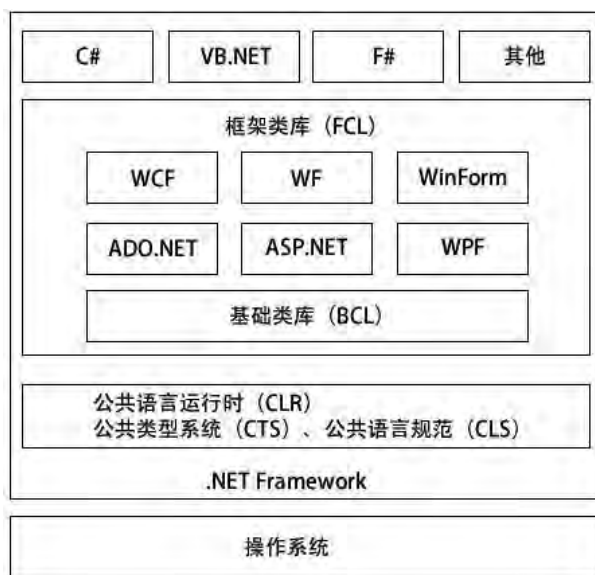 C#
VB.NET
F#
其他
框架类库（FCL）
WCF
WF
WinForm
ADO.NET
ASP.NET
WPF
基础类库（BCL）
公共语言运行时（CLR）
公共类型系统（CTS）、公共语言规范（CLS）
.NET Framework
操作系统